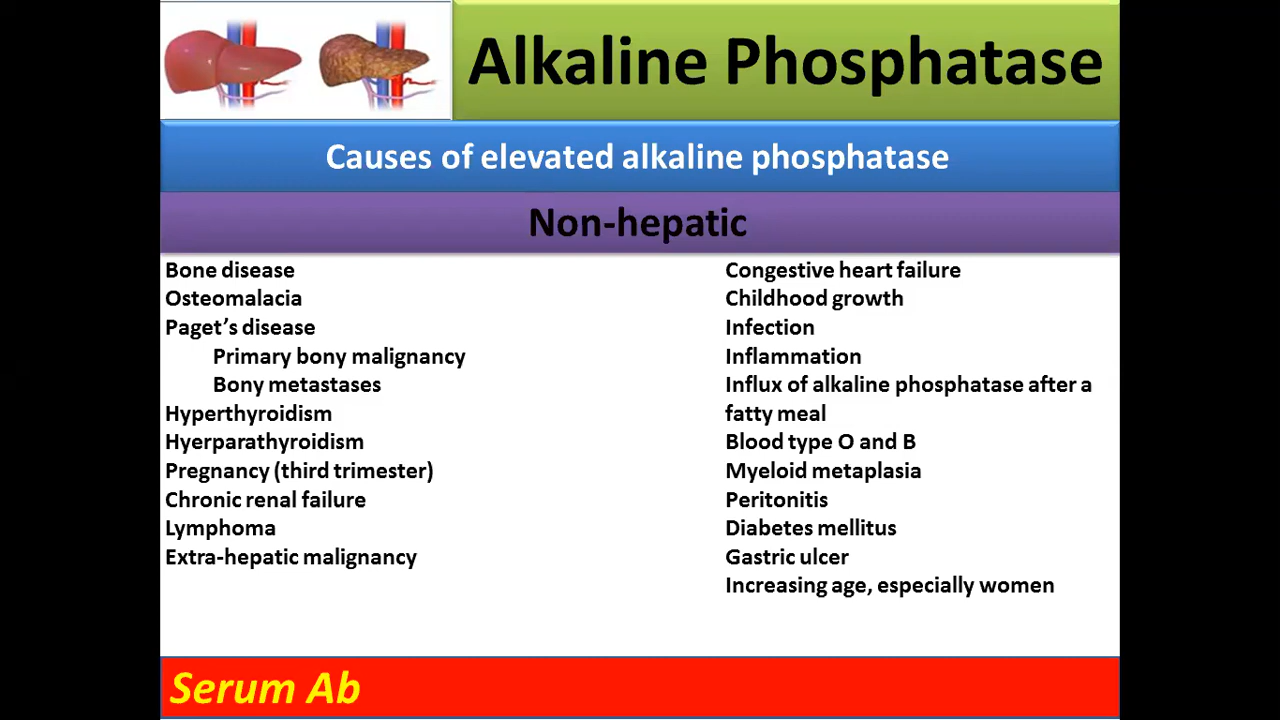 Alkaline Phosphatase
Causes of elevated alkaline phosphatase
Non-hepatic
Bone disease
Osteomalacia
Paget’s disease
Primary bony malignancy
Bony metastases
Hyperthyroidism
Hyerparathyroidism
Pregnancy (third trimester)
Chronic renal failure
Lymphoma
Extra-hepatic malignancy
Congestive heart failure
Childhood growth
Infection
Inflammation
Influx of alkaline phosphatase after a
fatty meal
Blood type O and B
Myeloid metaplasia
Peritonitis
Diabetes mellitus
Gastric ulcer
Increasing age, especially women
Serum Ab